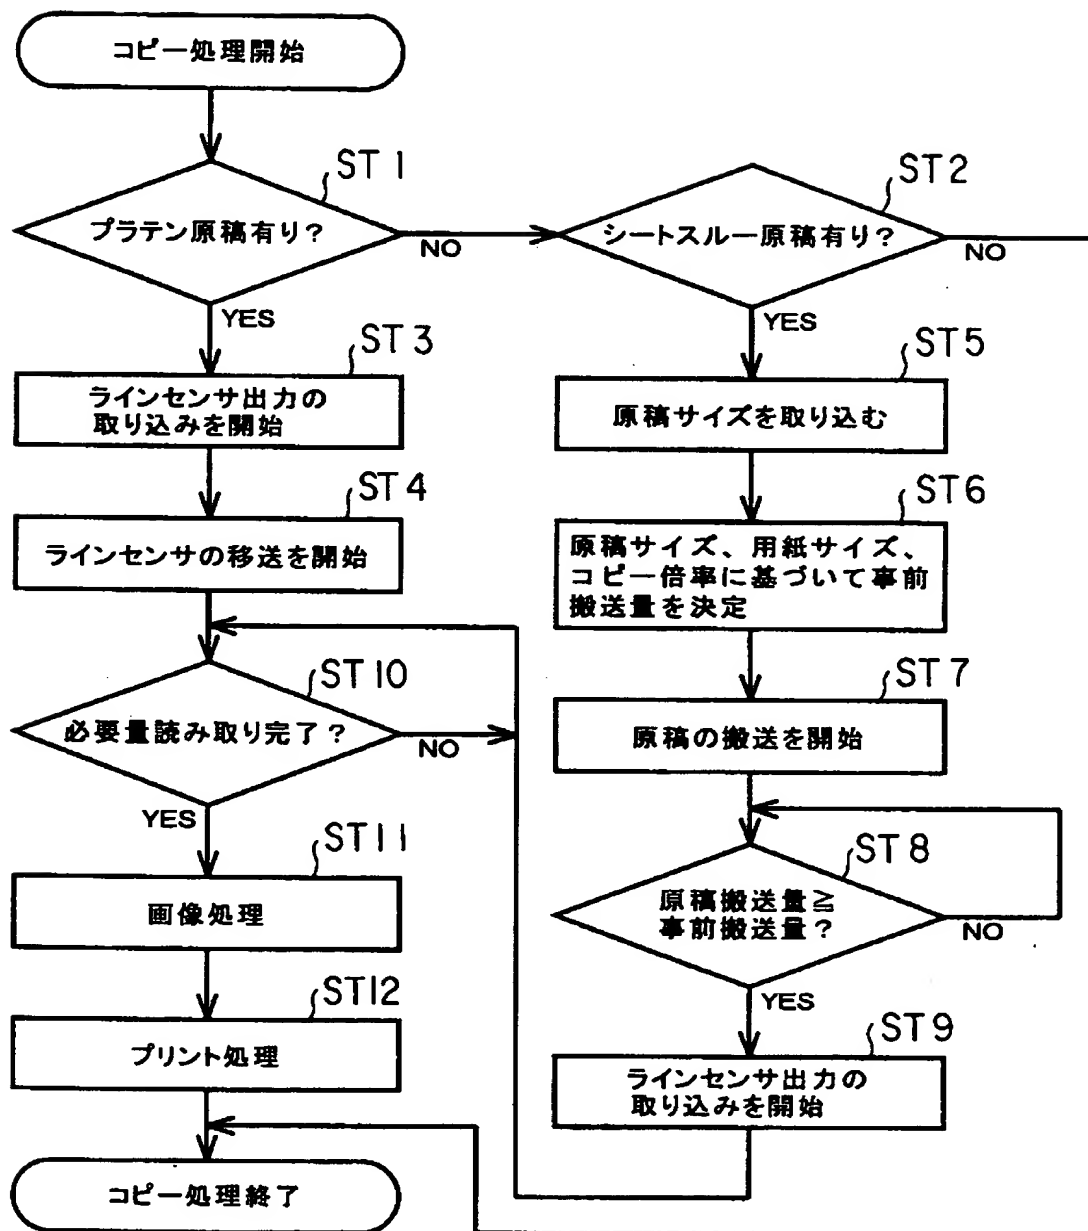 コピー処理開始
ST1
プラテン原稿有り?
NO
YES
ST2
シートスルー原稿有り?
NO
YES
ST3
ラインセンサ出力の
取り込みを開始
ST4
ラインセンサの移送を開始
ST5
原稿サイズを取り込む
ST6
原稿サイズ、用紙サイズ、
コピー倍率に基づいて事前
搬送量を決定
ST7
原稿の搬送を開始
ST8
原稿搬送量≧
事前搬送量?
NO
YES
ST9
ラインセンサ出力の
取り込みを開始
ST10
必要量読み取り完了?
NO
YES
ST11
画像処理
ST12
プリント処理
コピー処理終了